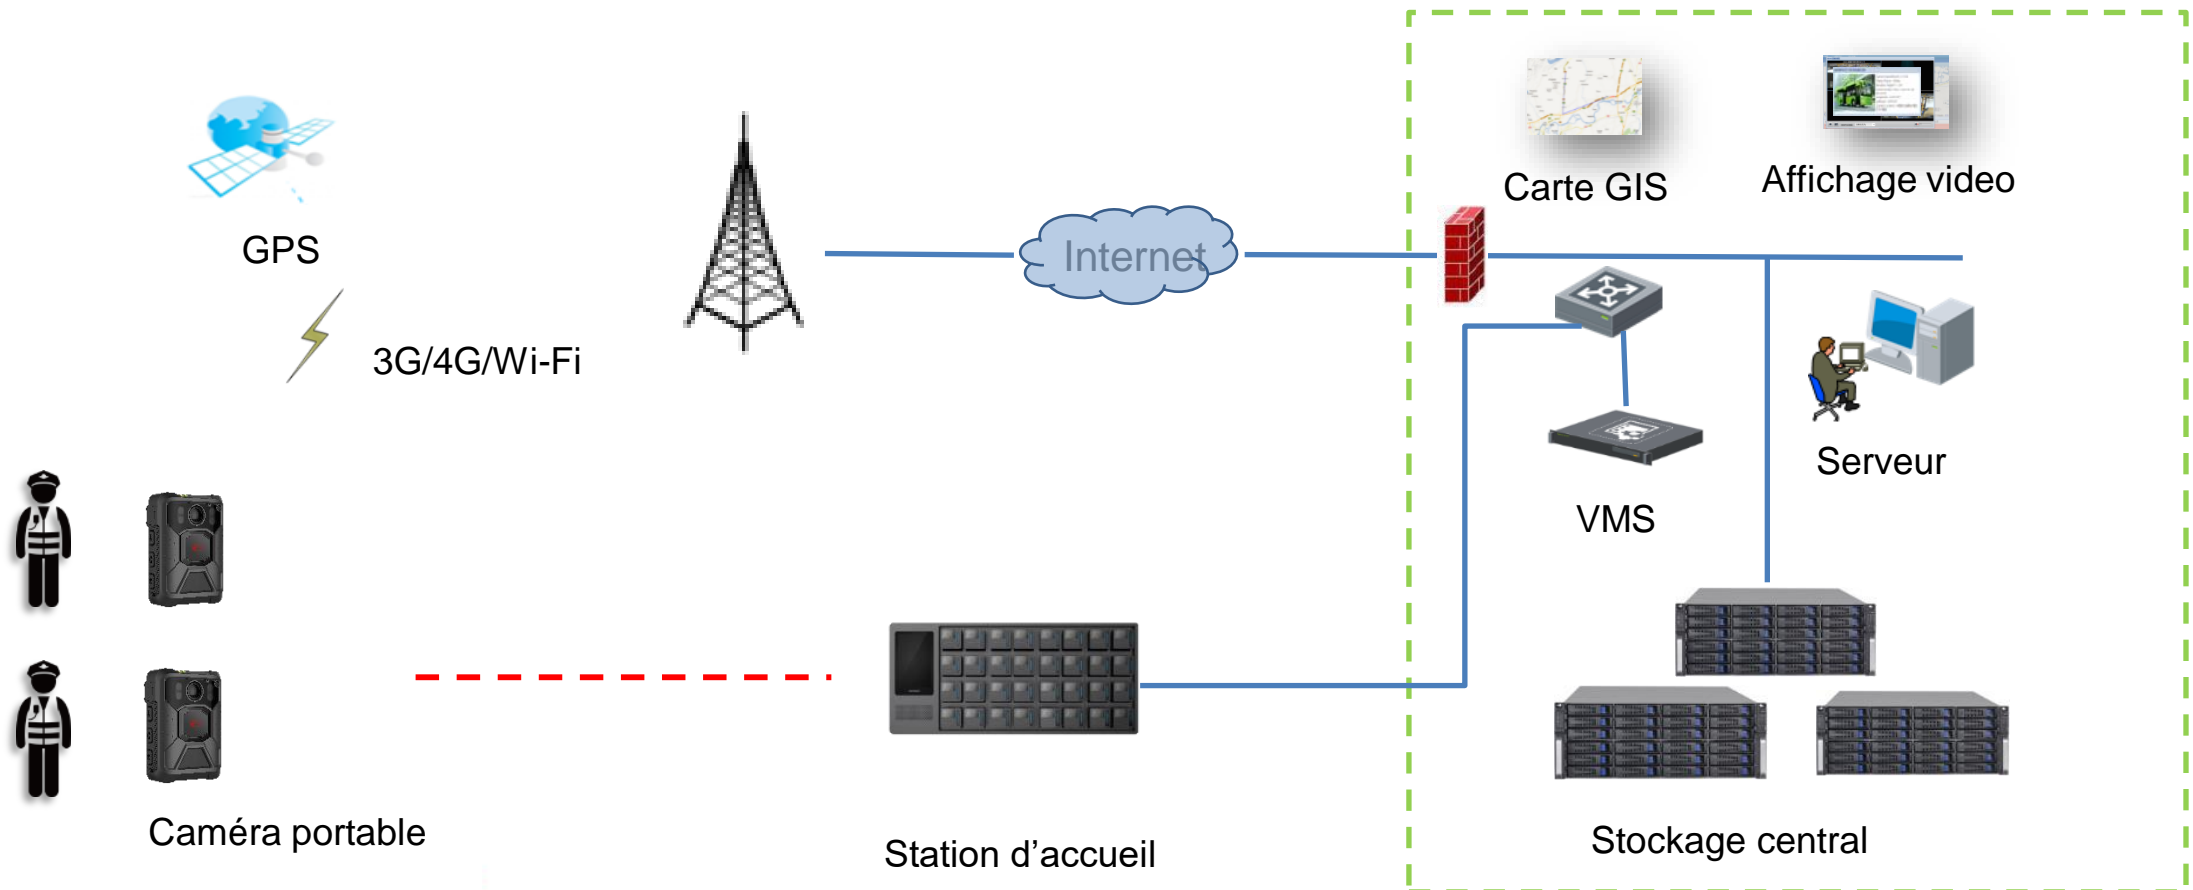 Carte GIS
Affichage video
GPS
Internet
3G/4G/Wi-Fi
Serveur
VMS
Caméra portable
Station d’accueil
Stockage central